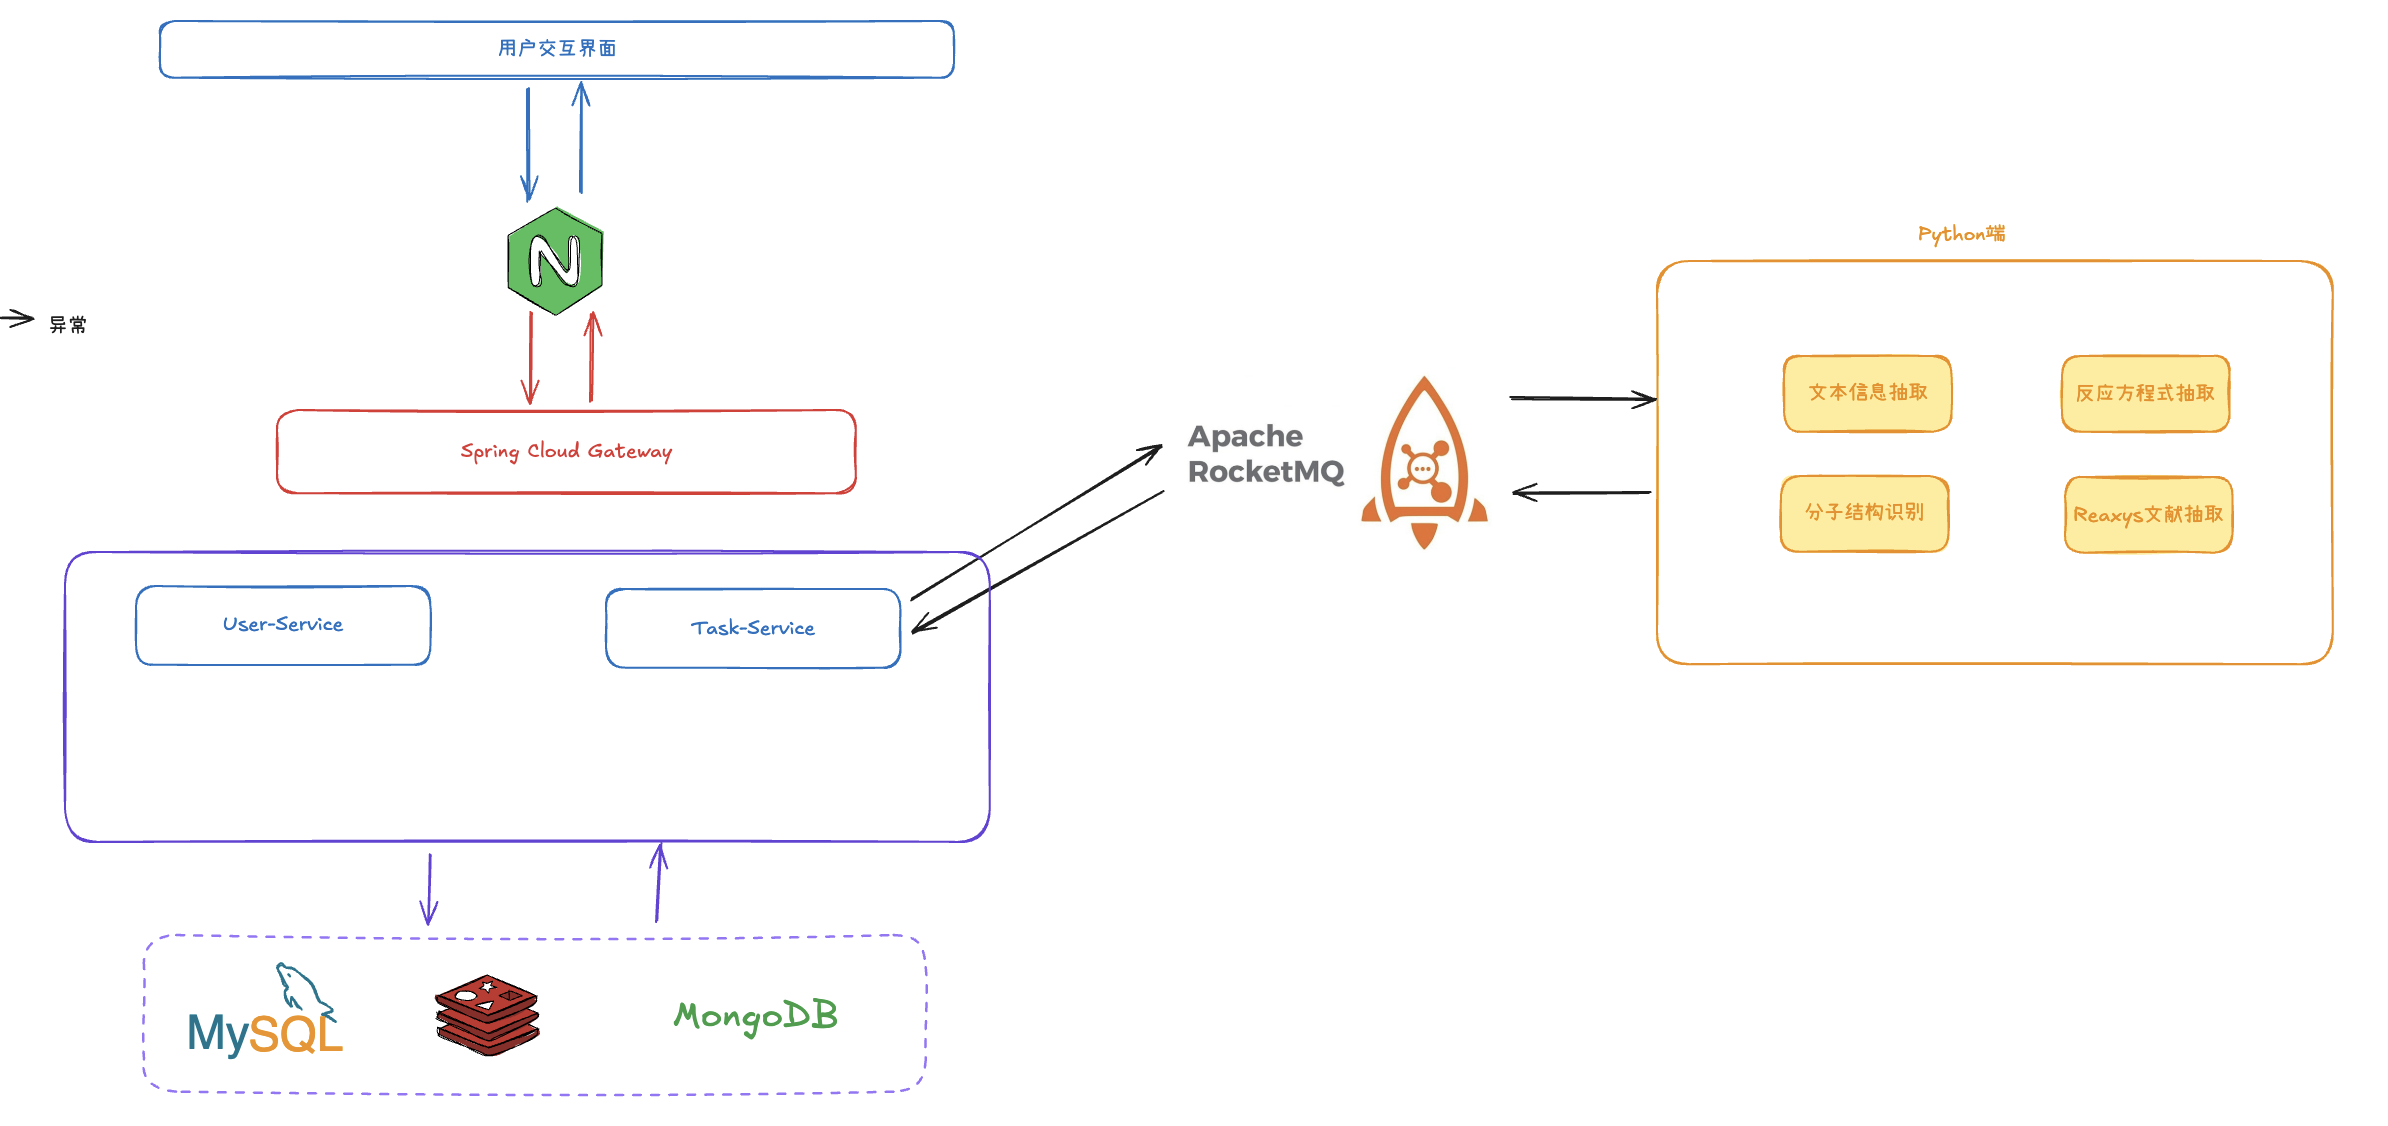 用户交互界面
N
Python端
异常
文本信息抽取
反应方程式抽取
Apache
RocketMQ
Spring Cloud Gateway
分子结构识别
Reaxys文献抽取
User-Service
Task-Service
MySQL
MongoDB